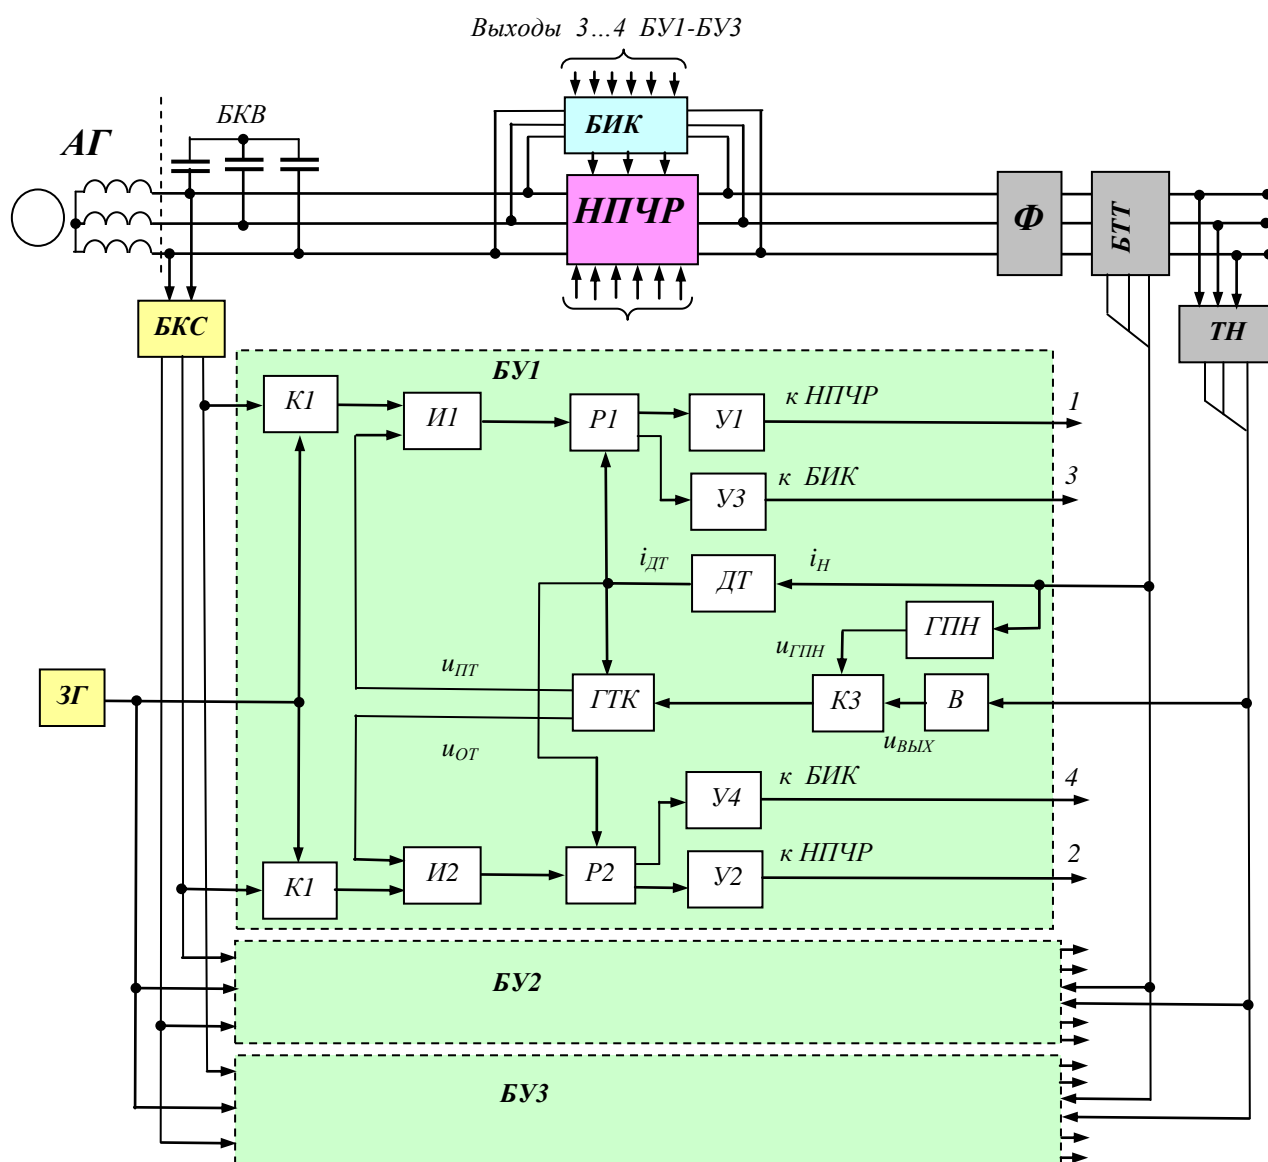 Выходы 3...4 БУ1-БУ3
БКВ
АГ
БИК
НПЧР
Ф
БТТ
БКС
ТН
БУ1
К1
И1
Р1
У1
к НПЧР
1
У3
к БИК
3
iДТ
ДТ
iН
ГПН
uГПН
uПТ
ЗГ
ГТК
К3
В
uОТ
uВЫХ
У4
к БИК
4
К1
И2
Р2
У2
к НПЧР
2
БУ2
БУ3